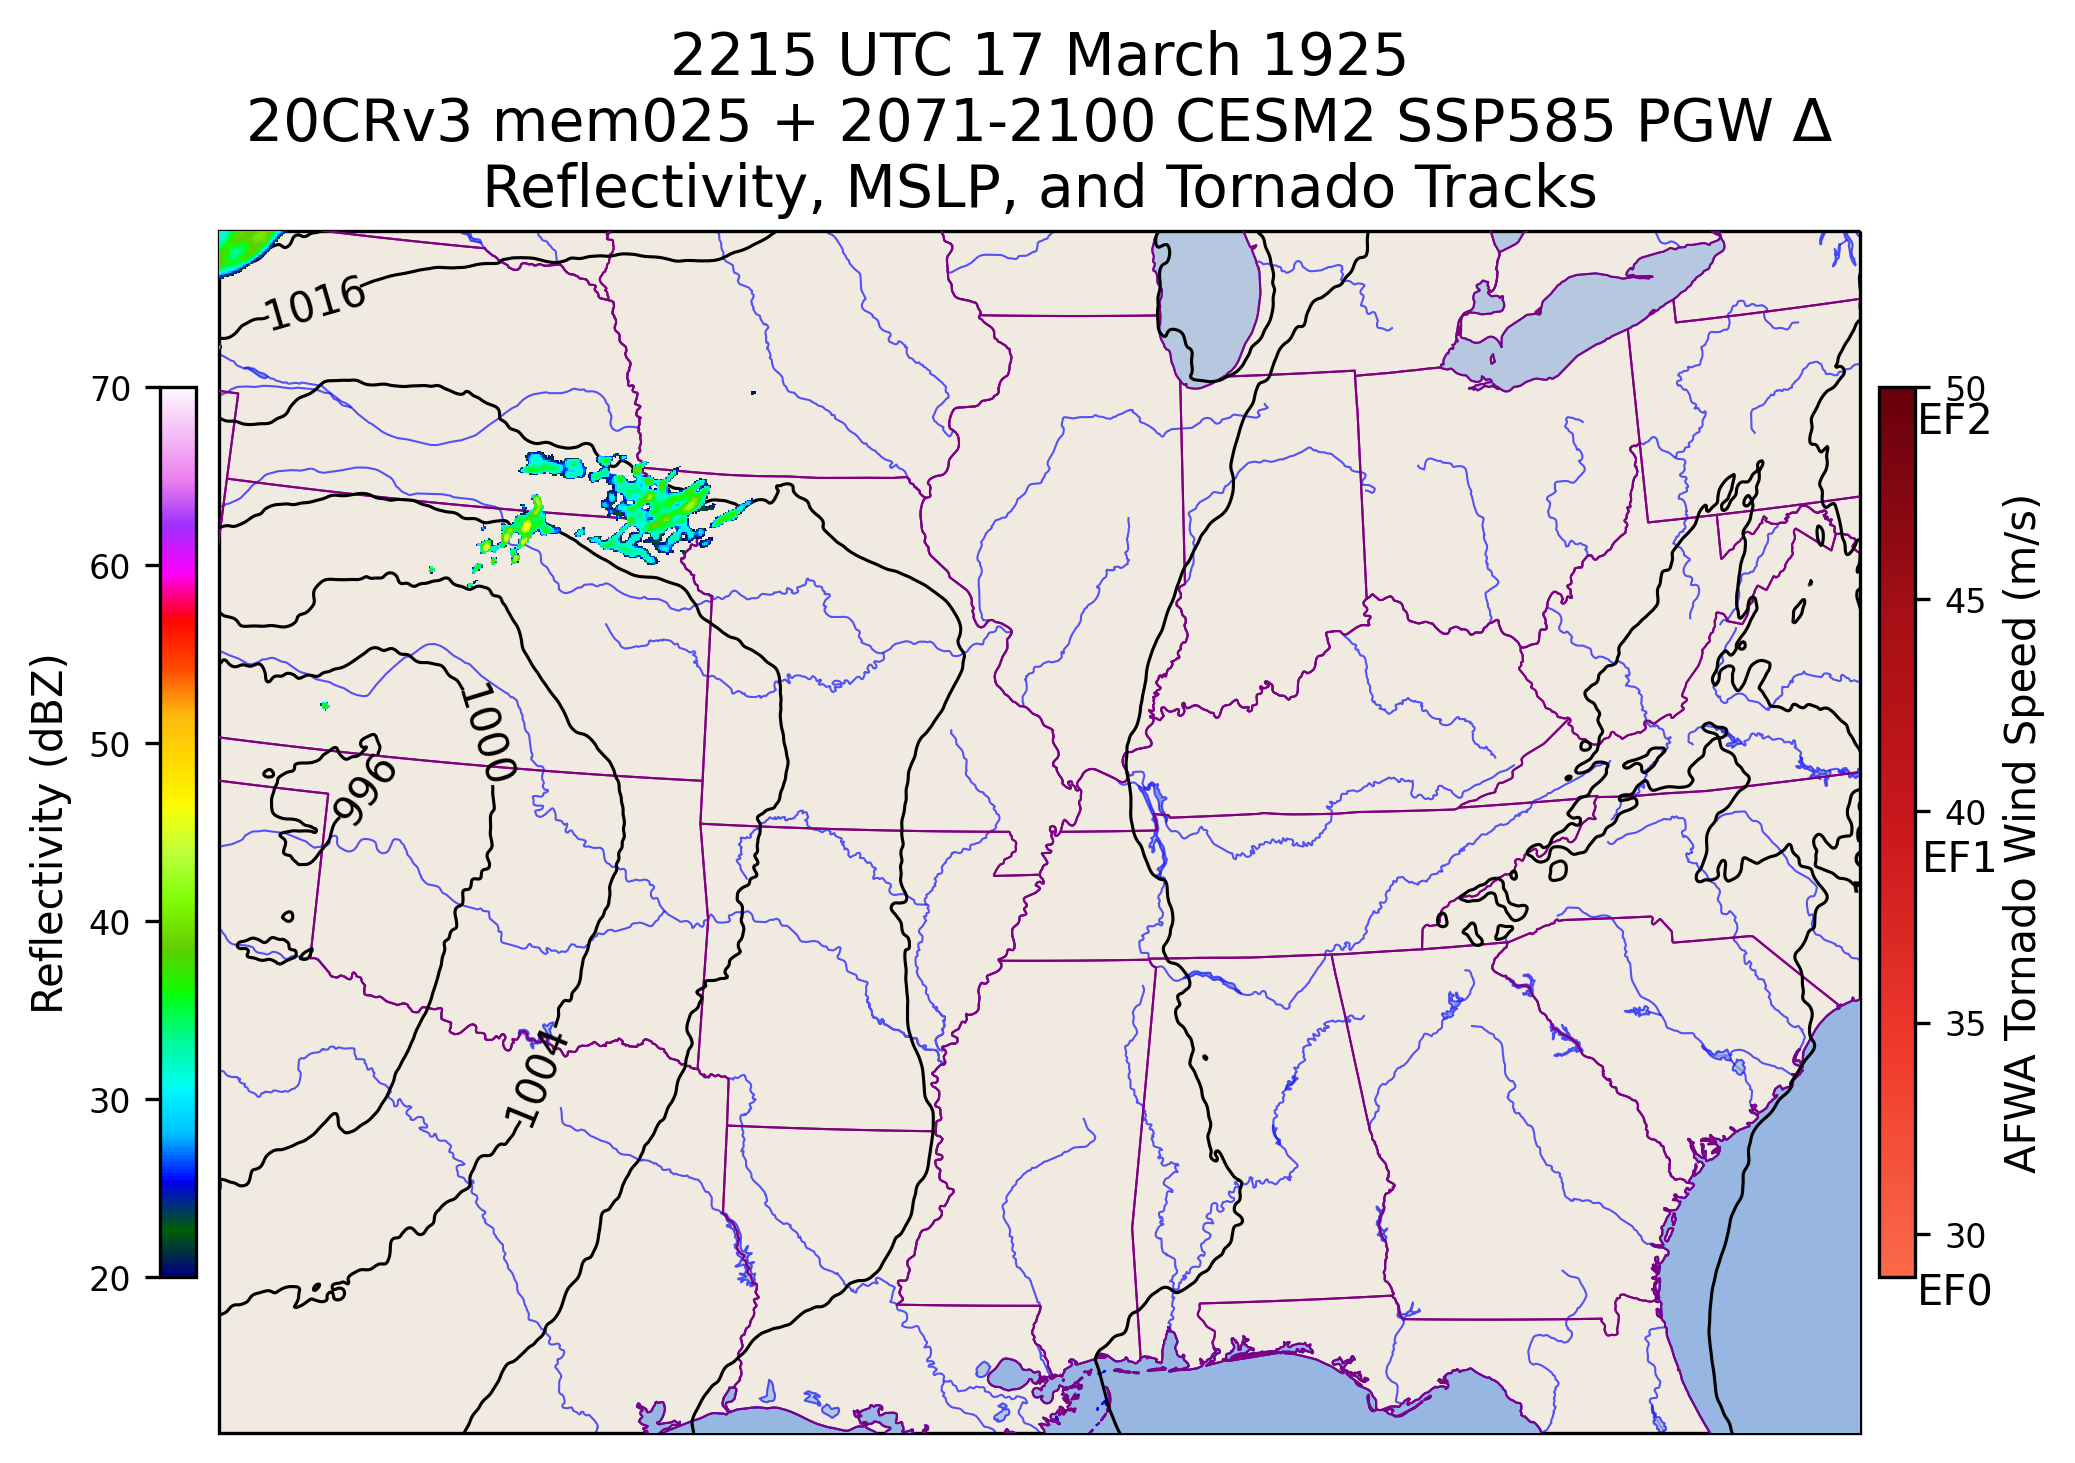 2215 UTC 17 March 1925
20CRv3 mem025 + 2071-2100 CESM2 SSP585 PGW Δ
Reflectivity, MSLP, and Tornado Tracks
1016
1000
996
1004
Reflectivity (dBZ)
70
60
50
40
30
20
50
EF2
45
40
EF1
35
30
EF0
AFWA Tornado Wind Speed (m/s)